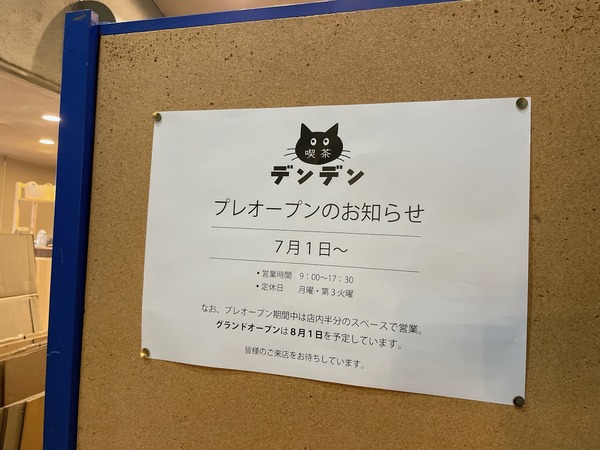 喫茶
デンデン
プレオープンのお知らせ
7月1日〜
・営業時間　9：00〜17：30
・定休日　月曜・第3火曜
なお、プレオープン期間中は店内半分のスペースで営業。
グランドオープンは8月1日を予定しています。
皆様のご来店をお待ちしています。